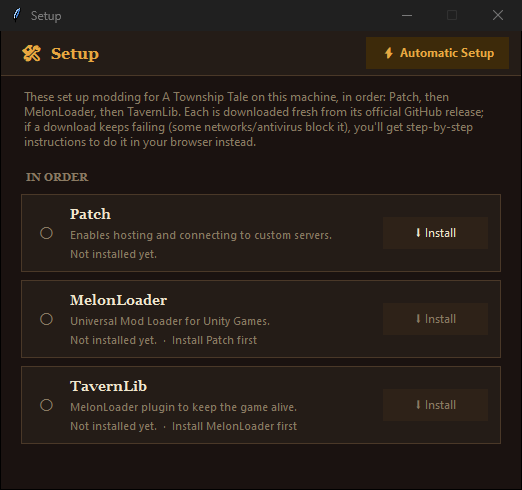 Setup
Setup
Automatic Setup
These set up modding for A Township Tale on this machine, in order: Patch, then
MelonLoader, then TavernLib. Each is downloaded fresh from its official GitHub release;
if a download keeps failing (some networks/antivirus block it), you'll get step-by-step
instructions to do it in your browser instead.
IN ORDER
Patch
Enables hosting and connecting to custom servers.
Not installed yet.
⬇ Install
MelonLoader
Universal Mod Loader for Unity Games.
Not installed yet. · Install Patch first
⬇ Install
TavernLib
MelonLoader plugin to keep the game alive.
Not installed yet. · Install MelonLoader first
⬇ Install